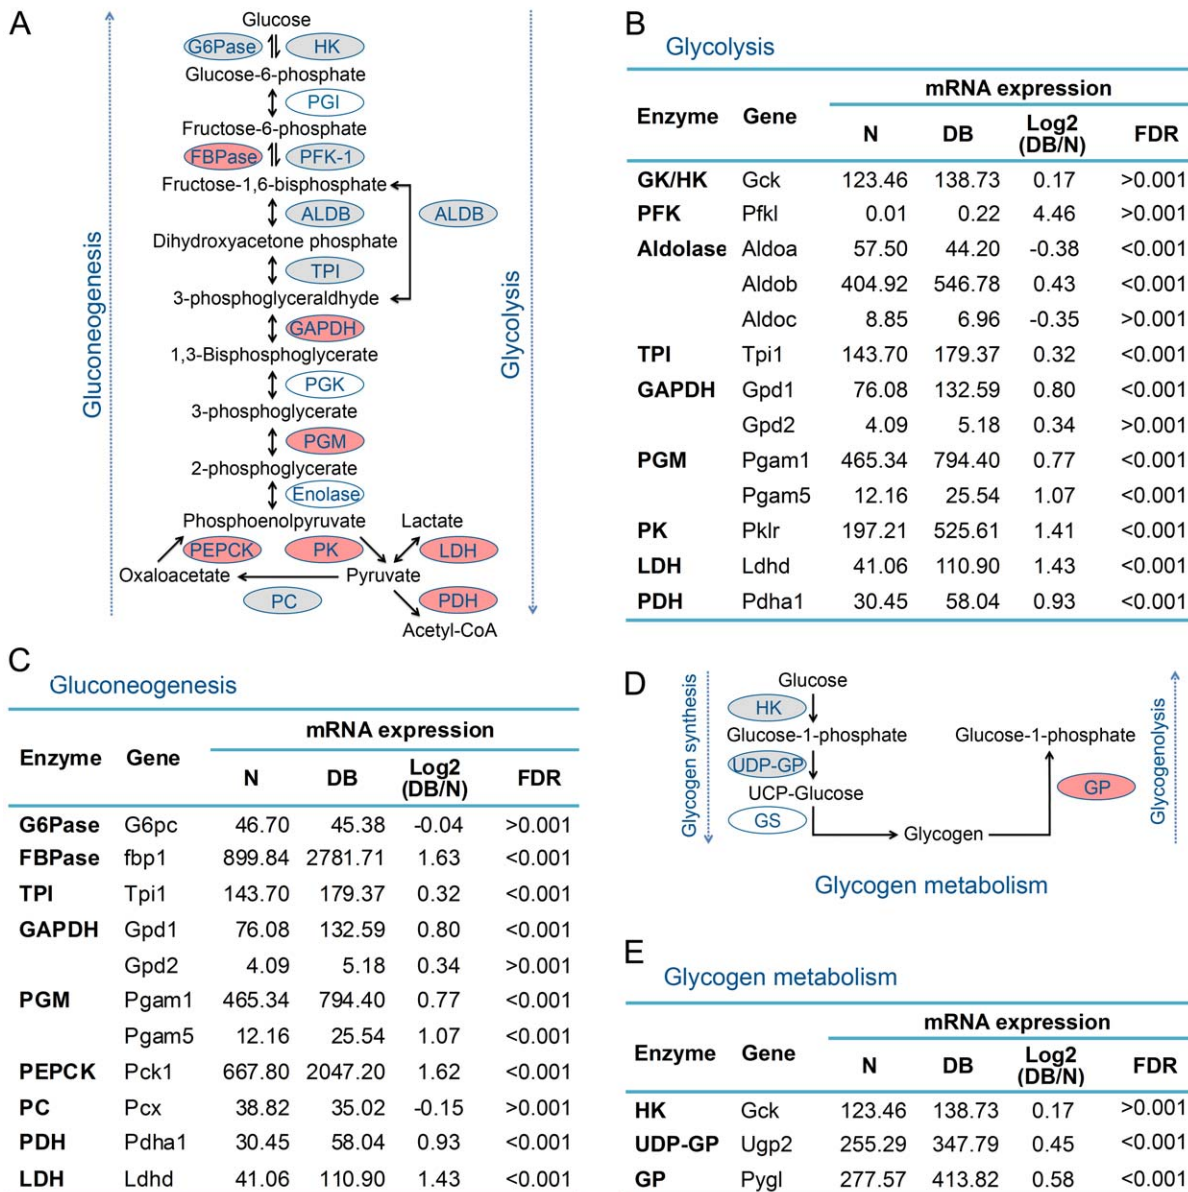 A
Glucose
G6Pase HK
Glucose-6-phosphate
PGI
Fructose-6-phosphate
FBPase PFK-1
Fructose-1,6-bisphosphate
ALDB ALDB
Dihydroxyacetone phosphate
TPI
3-phosphoglyceraldhyde
GAPDH
1,3-Bisphosphoglycerate
PGK
3-phosphoglycerate
PGM
2-phosphoglycerate
Enolase
Phosphoenolpyruvate Lactate
PEPCK PK LDH
Oxaloacetate Pyruvate
PC PDH
Acetyl-CoA
Gluconeogenesis
Glycolysis
B
Glycolysis
mRNA expression
Enzyme Gene N DB Log2 (DB/N) FDR
GK/HK Gck 123.46 138.73 0.17 >0.001
PFK Pfkl 0.01 0.22 4.46 >0.001
Aldolase Aldoa 57.50 44.20 -0.38 <0.001
Aldob 404.92 546.78 0.43 <0.001
Aldoc 8.85 6.96 -0.35 >0.001
TPI Tpi1 143.70 179.37 0.32 <0.001
GAPDH Gpd1 76.08 132.59 0.80 <0.001
Gpd2 4.09 5.18 0.34 >0.001
PGM Pgam1 465.34 794.40 0.77 <0.001
Pgam5 12.16 25.54 1.07 <0.001
PK Pklr 197.21 525.61 1.41 <0.001
LDH Ldhd 41.06 110.90 1.43 <0.001
PDH Pdha1 30.45 58.04 0.93 <0.001
C
Gluconeogenesis
mRNA expression
Enzyme Gene N DB Log2 (DB/N) FDR
G6Pase G6pc 46.70 45.38 -0.04 >0.001
FBPase fbp1 899.84 2781.71 1.63 <0.001
TPI Tpi1 143.70 179.37 0.32 <0.001
GAPDH Gpd1 76.08 132.59 0.80 <0.001
Gpd2 4.09 5.18 0.34 >0.001
PGM Pgam1 465.34 794.40 0.77 <0.001
Pgam5 12.16 25.54 1.07 <0.001
PEPCK Pck1 667.80 2047.20 1.62 <0.001
PC Pcx 38.82 35.02 -0.15 >0.001
PDH Pdha1 30.45 58.04 0.93 <0.001
LDH Ldhd 41.06 110.90 1.43 <0.001
D
Glycogen synthesis
Glucose
HK
Glucose-1-phosphate Glucose-1-phosphate
UDP-GP GP
UCP-Glucose
GS
Glycogen
Glycogenolysis
Glycogen metabolism
E
Glycogen metabolism
mRNA expression
Enzyme Gene N DB Log2 (DB/N) FDR
HK Gck 123.46 138.73 0.17 >0.001
UDP-GP Ugp2 255.29 347.79 0.45 <0.001
GP Pygl 277.57 413.82 0.58 <0.001